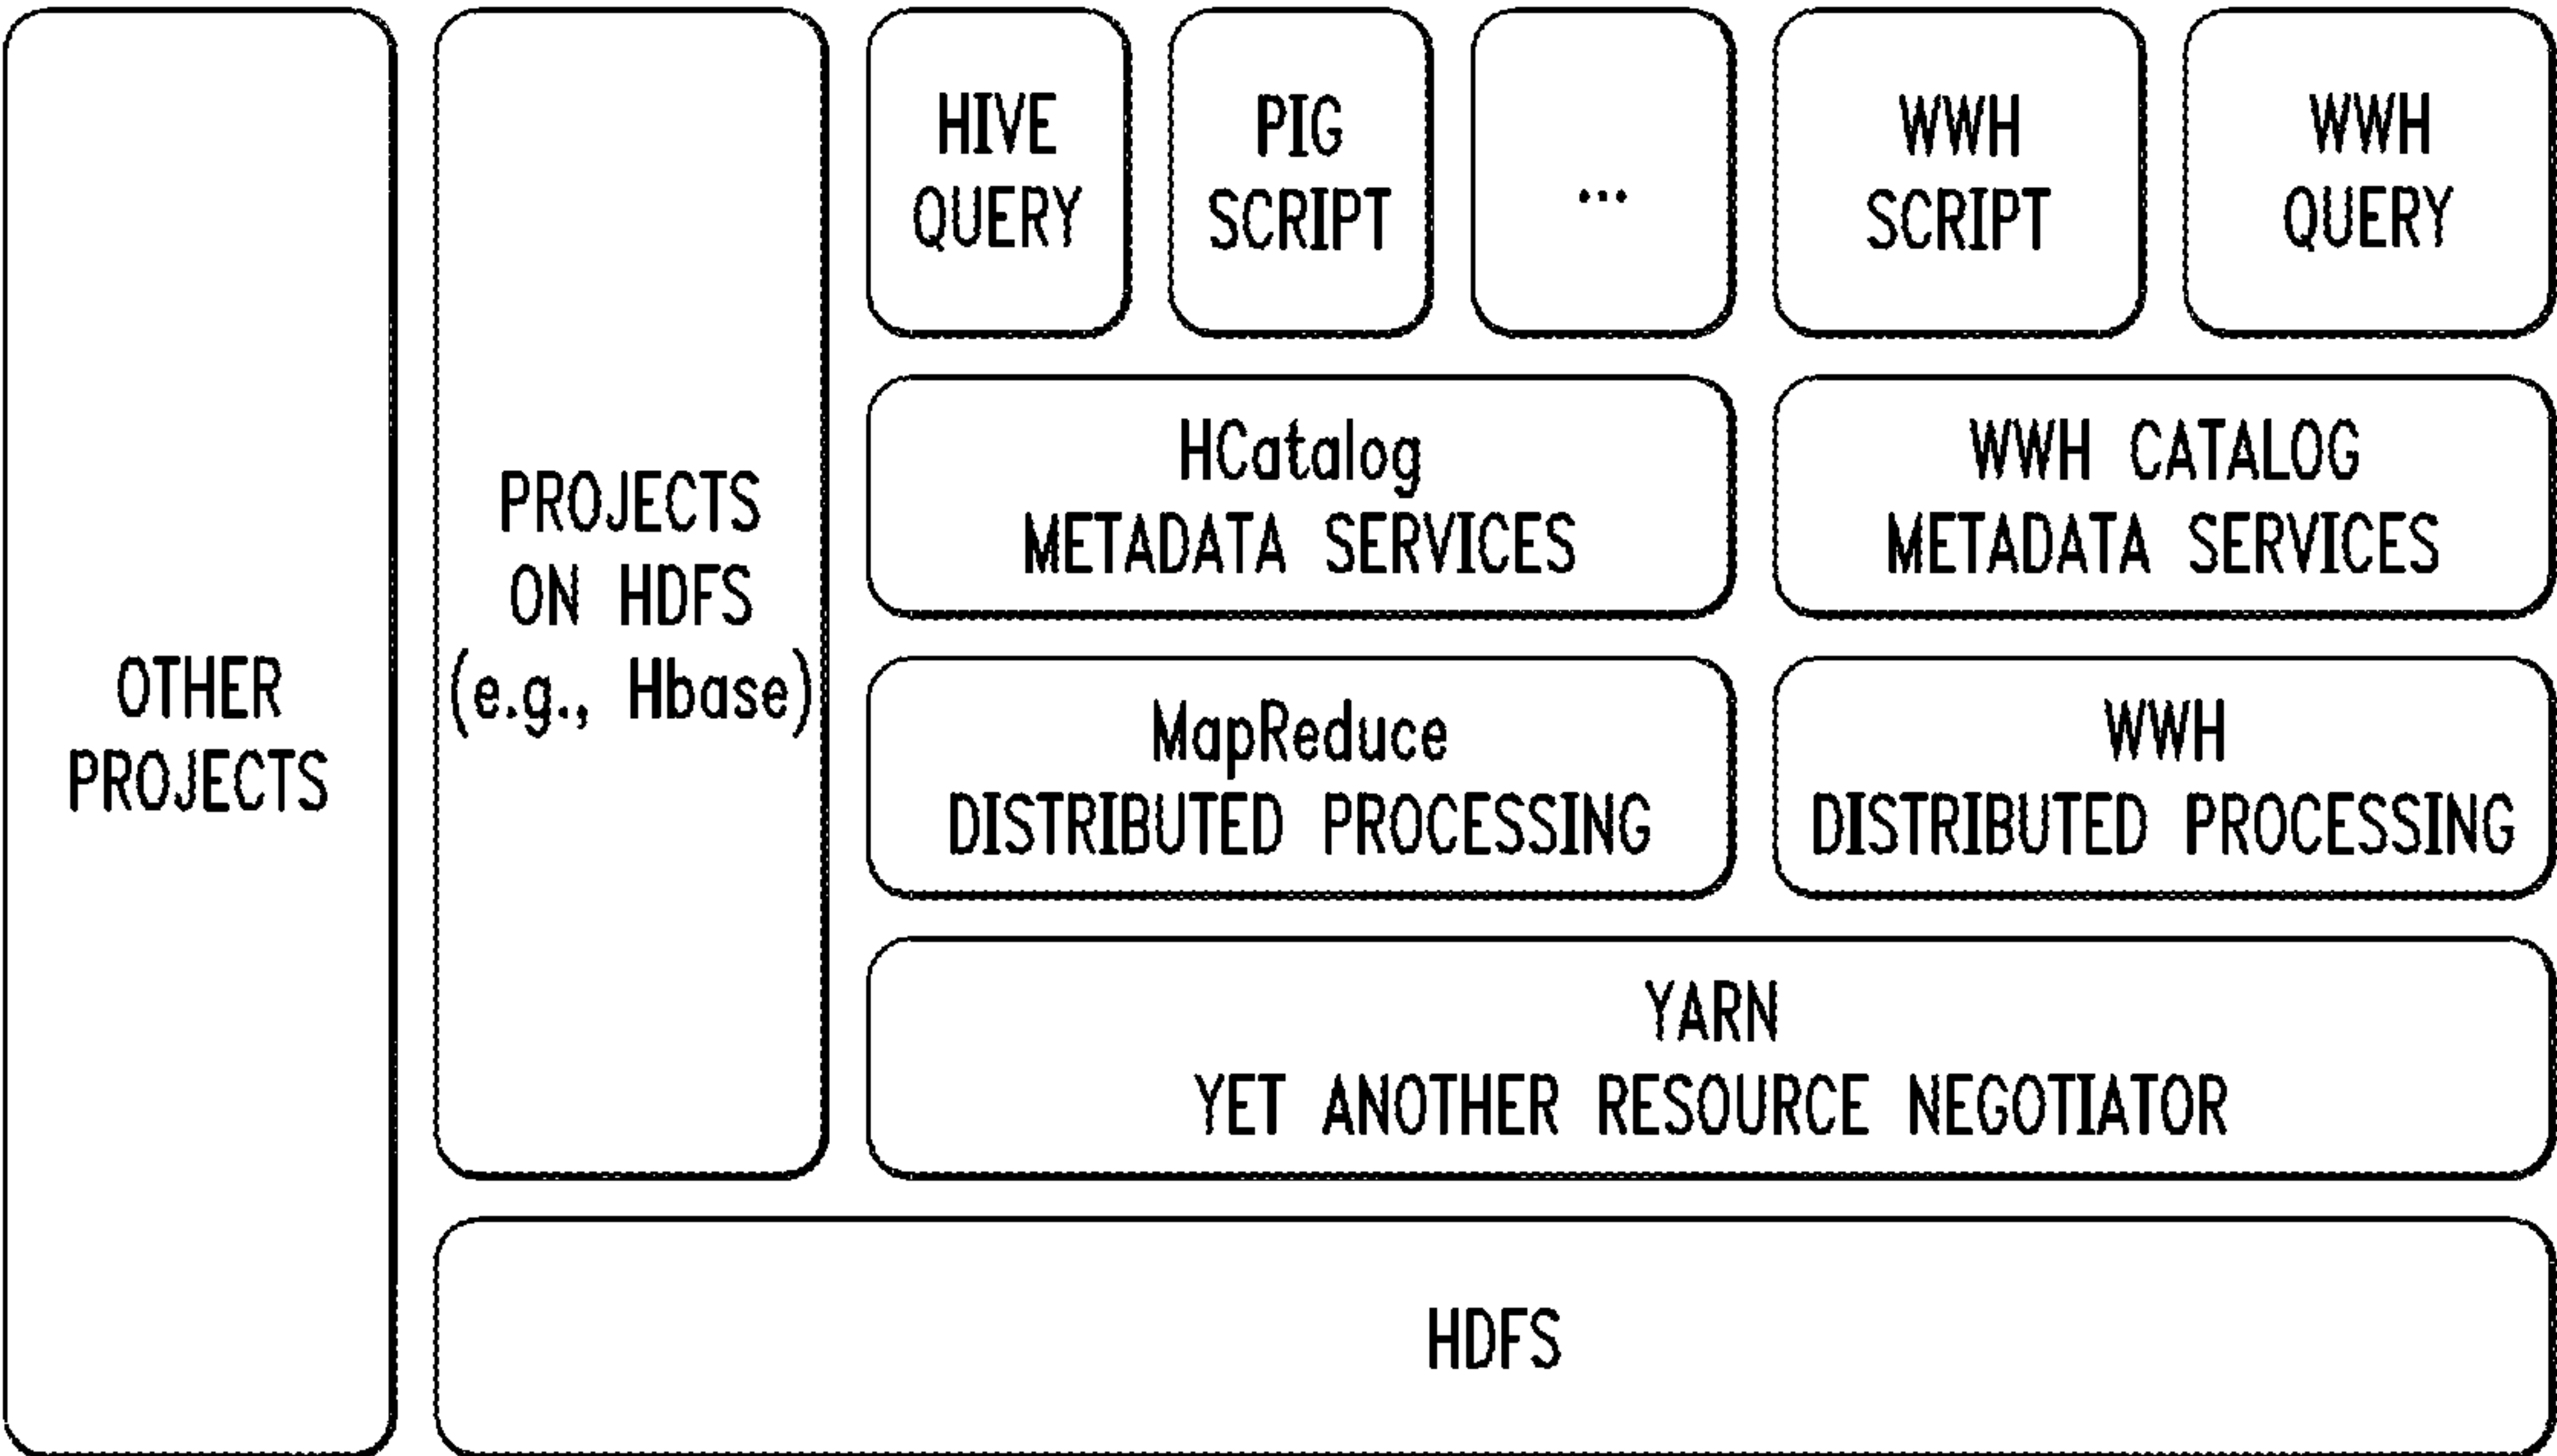 OTHER
PROJECTS
PROJECTS
ON HDFS
(e.g., Hbase)
HIVE
QUERY
PIG
SCRIPT
...
WWH
SCRIPT
WWH
QUERY
HCatalog
METADATA SERVICES
WWH CATALOG
METADATA SERVICES
MapReduce
DISTRIBUTED PROCESSING
WWH
DISTRIBUTED PROCESSING
YARN
YET ANOTHER RESOURCE NEGOTIATOR
HDFS